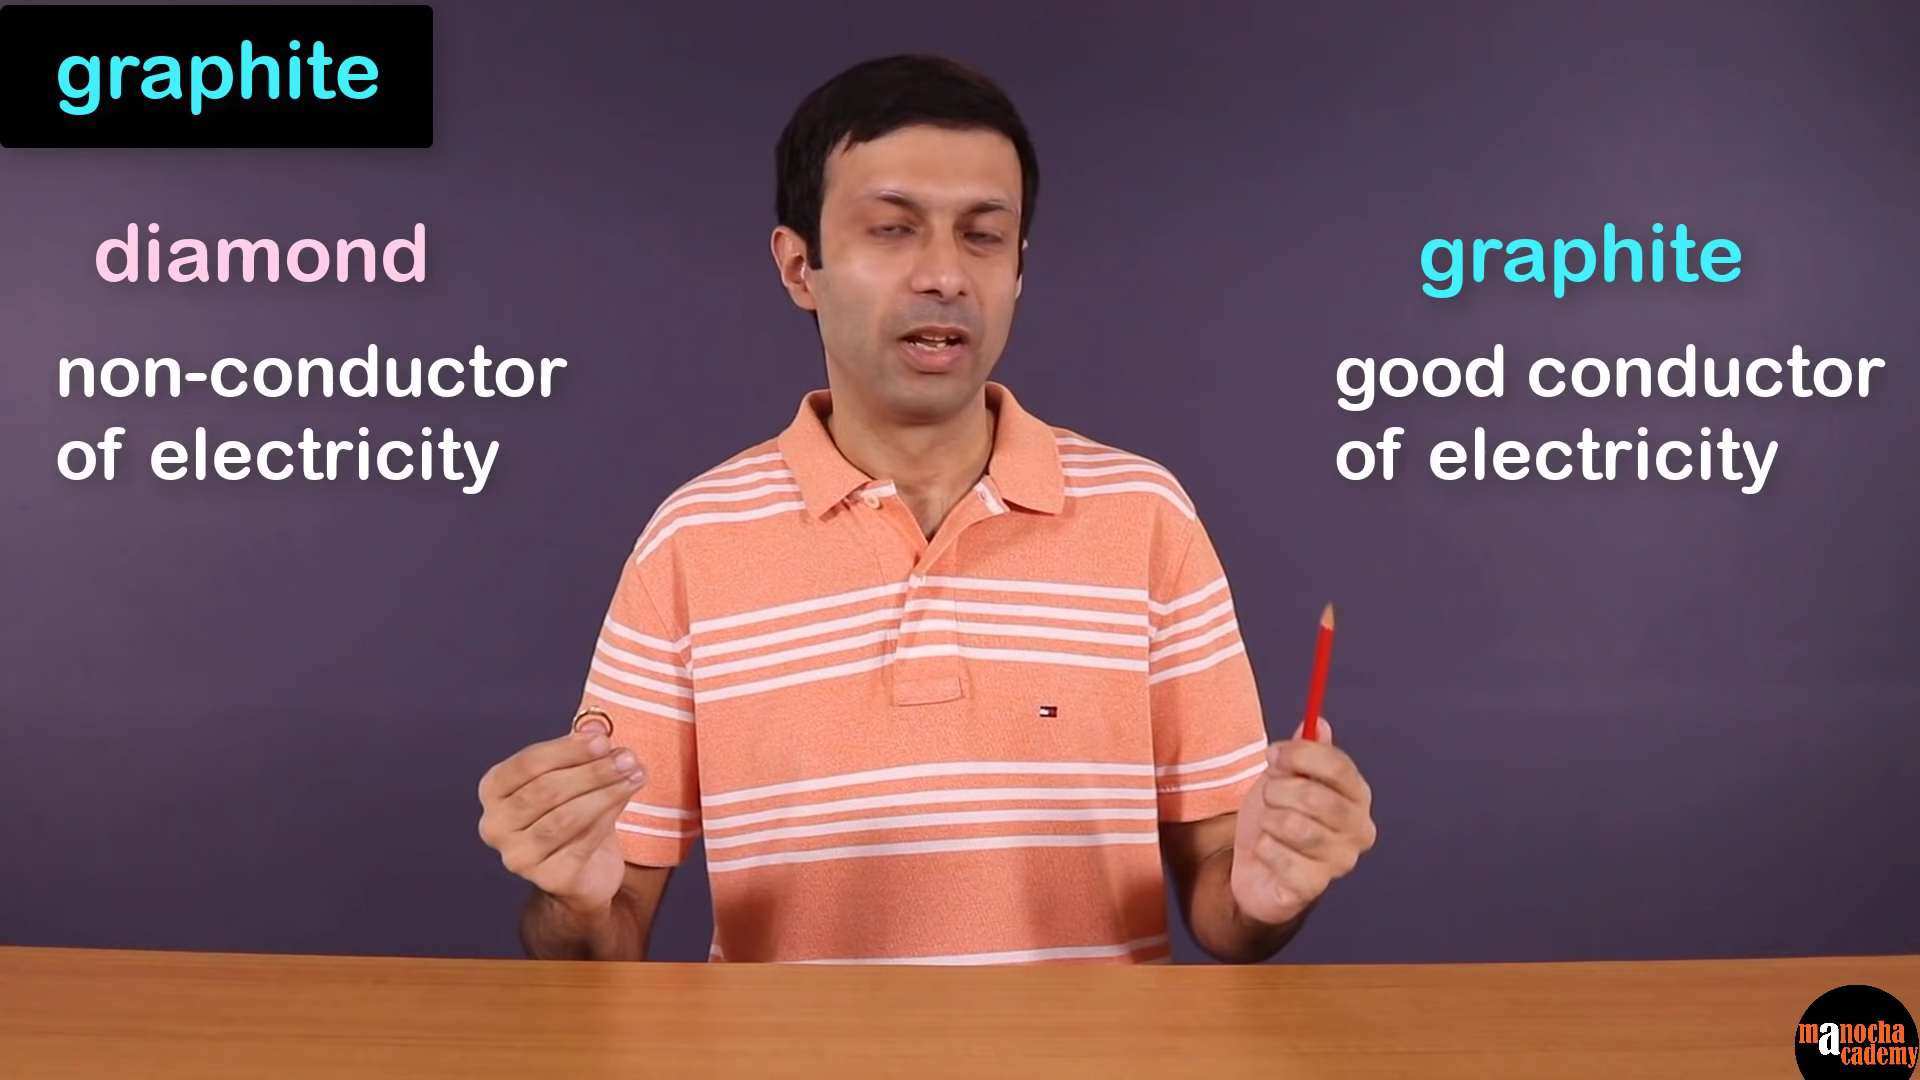 graphite
diamond
non-conductor
of electricity
graphite
good conductor
of electricity
manocha
academy